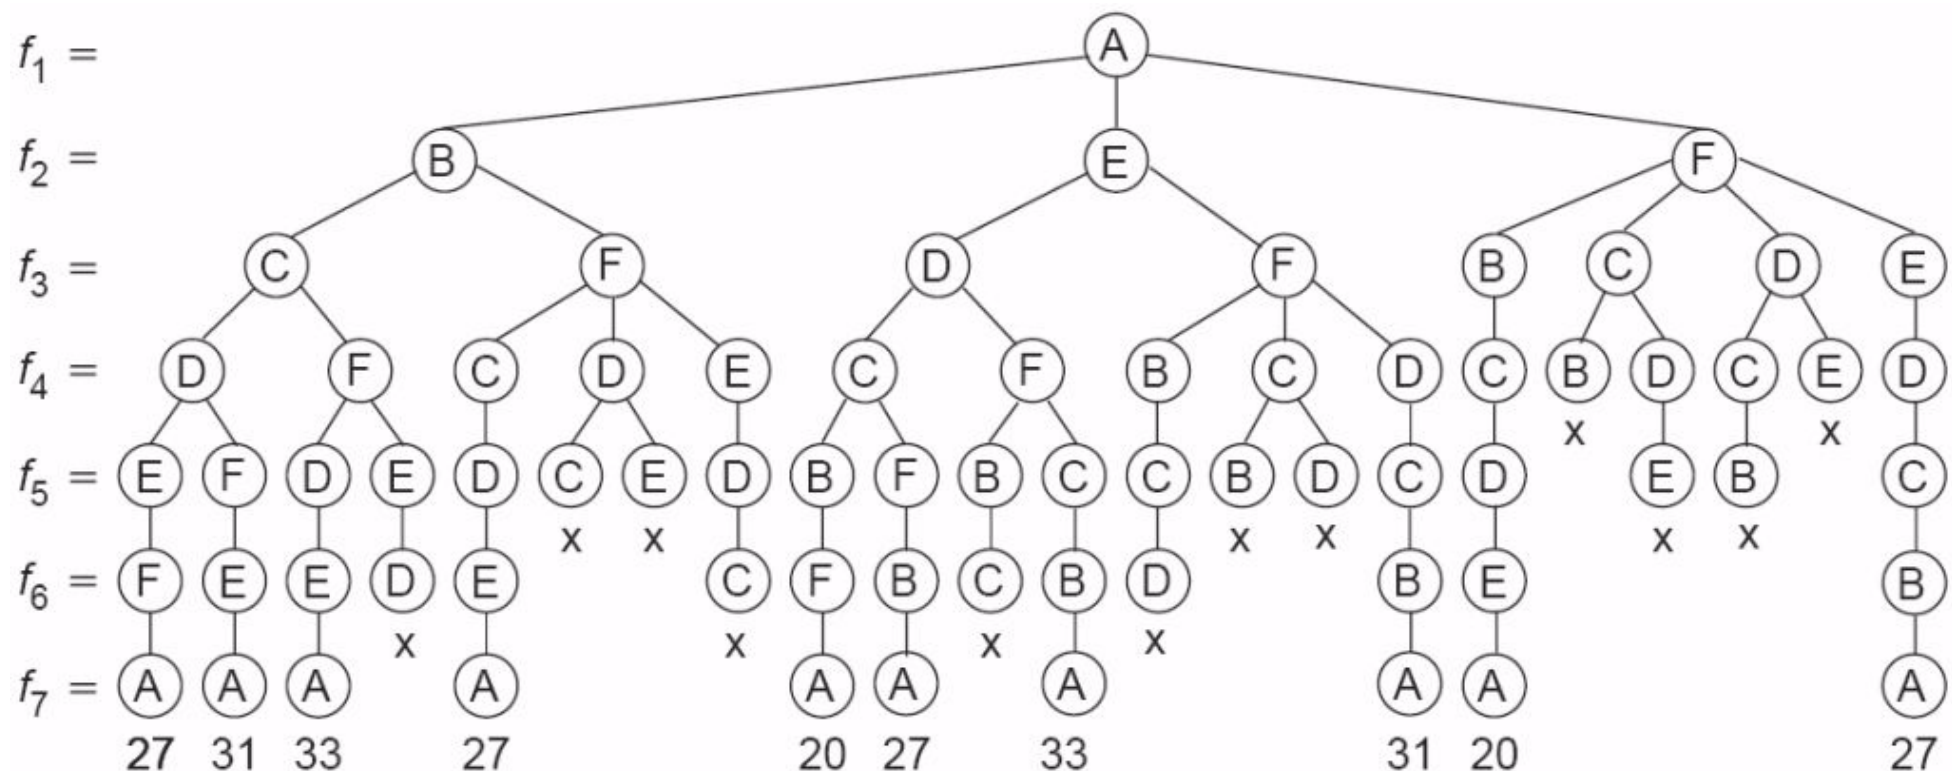 f1 = A
f2 = B E F
f3 = C F D F B C D E
f4 = D F C D E C F B C D C B D C E D
f5 = E F D E D C E D B F B C C B D C D E B C
x x
f6 = F E E D E C F B C B D B E B
x x x x x x
x x x x
f7 = A A A A A A A A A A
27 31 33 27 20 27 33 31 20 27